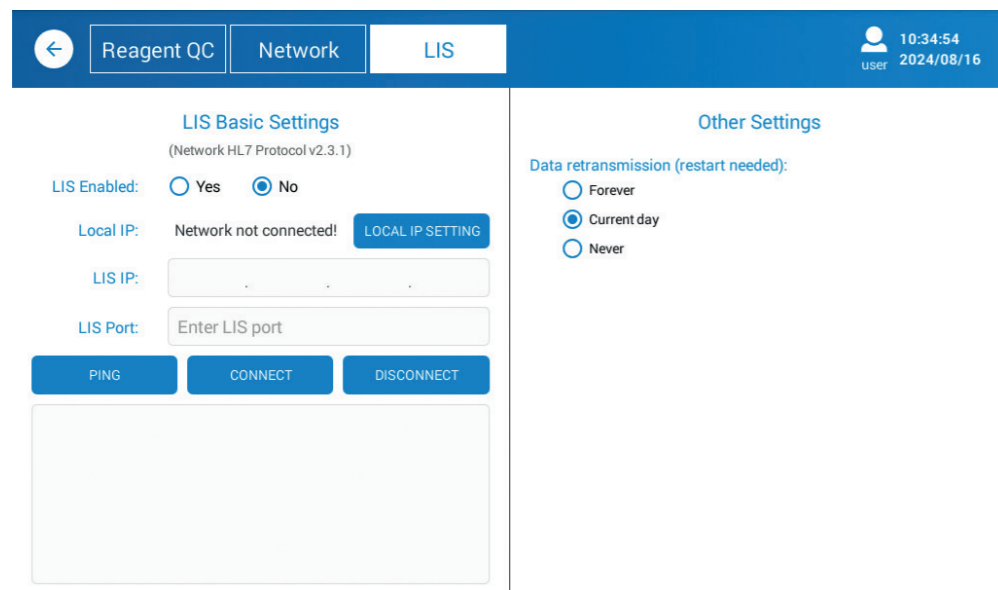 Reagent QC
Network
LIS
user
10:34:54
2024/08/16
LIS Basic Settings
(Network HL7 Protocol v2.3.1)
LIS Enabled: Yes No
Local IP: Network not connected! LOCAL IP SETTING
LIS IP: . . .
LIS Port: Enter LIS port
PING CONNECT DISCONNECT
Other Settings
Data retransmission (restart needed):
Forever
Current day
Never